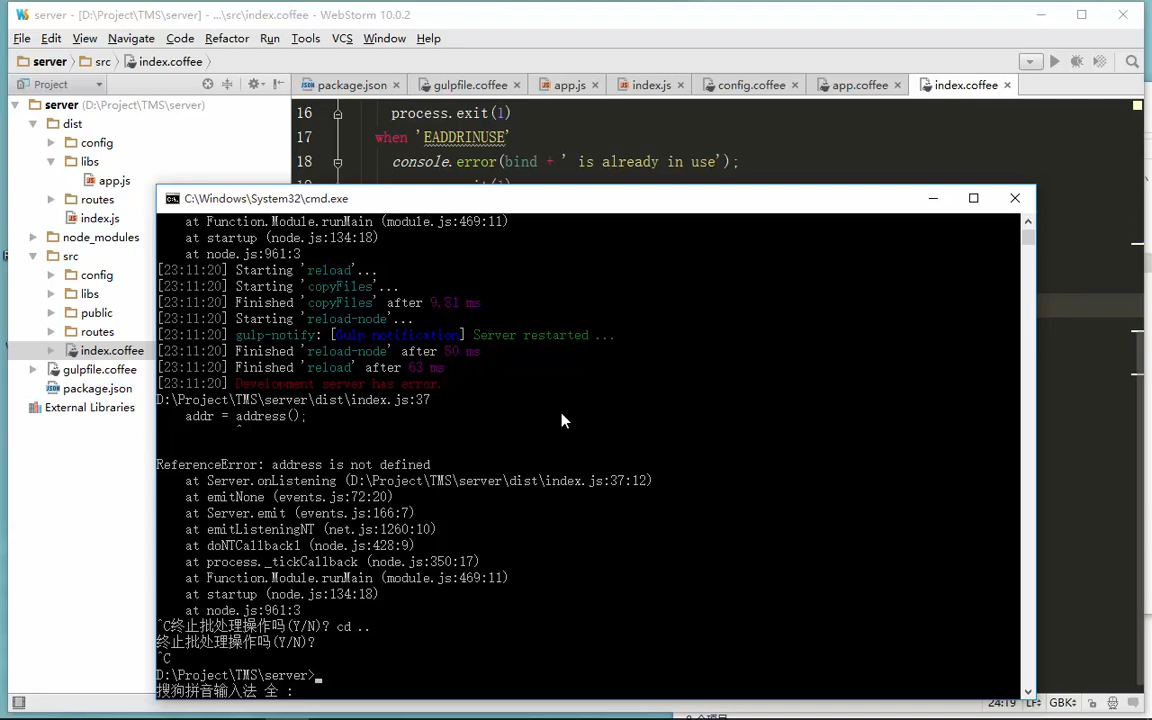 server - [D:\Project\TMS\server] - ...\src\index.coffee - WebStorm 10.0.2
File Edit View Navigate Code Refactor Run Tools VCS Window Help
server src index.coffee
Project package.json gulpfile.coffee app.js index.js config.coffee app.coffee index.coffee
server (D:\Project\TMS\server)
dist
config
libs
app.js
routes
index.js
node_modules
src
config
libs
public
routes
index.coffee
gulpfile.coffee
package.json
External Libraries
16 process.exit(1)
17 when 'EADDRINUSE'
18 console.error(bind + ' is already in use');
C:\Windows\System32\cmd.exe
at Function.Module.runMain (module.js:469:11)
at startup (node.js:134:18)
at node.js:961:3
[23:11:20] Starting 'reload'...
[23:11:20] Starting 'copyFiles'...
[23:11:20] Finished 'copyFiles' after 9.81 ms
[23:11:20] Starting 'reload-node'...
[23:11:20] gulp-notify: [Gulp notification] Server restarted ...
[23:11:20] Finished 'reload-node' after 50 ms
[23:11:20] Finished 'reload' after 63 ms
[23:11:20] Development server has error.
D:\Project\TMS\server\dist\index.js:37
addr = address();
^
ReferenceError: address is not defined
at Server.onListening (D:\Project\TMS\server\dist\index.js:37:12)
at emitNone (events.js:72:20)
at Server.emit (events.js:166:7)
at emitListeningNT (net.js:1260:10)
at doNTCallback1 (node.js:428:9)
at process._tickCallback (node.js:350:17)
at Function.Module.runMain (module.js:469:11)
at startup (node.js:134:18)
at node.js:961:3
^C终止批处理操作吗(Y/N)? cd ..
终止批处理操作吗(Y/N)?
^C
D:\Project\TMS\server>
搜狗拼音输入法 全 :
24:19 LF GBK